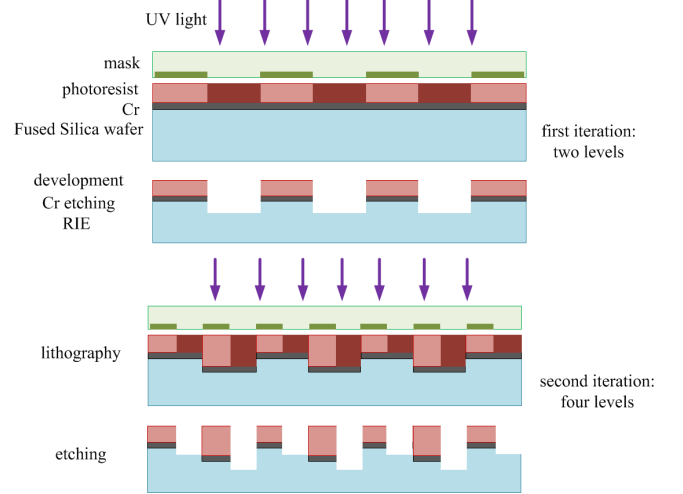 UV light
mask
photoresist
Cr
Fused Silica wafer
first iteration:
two levels
development
Cr etching
RIE
lithography
second iteration:
four levels
etching